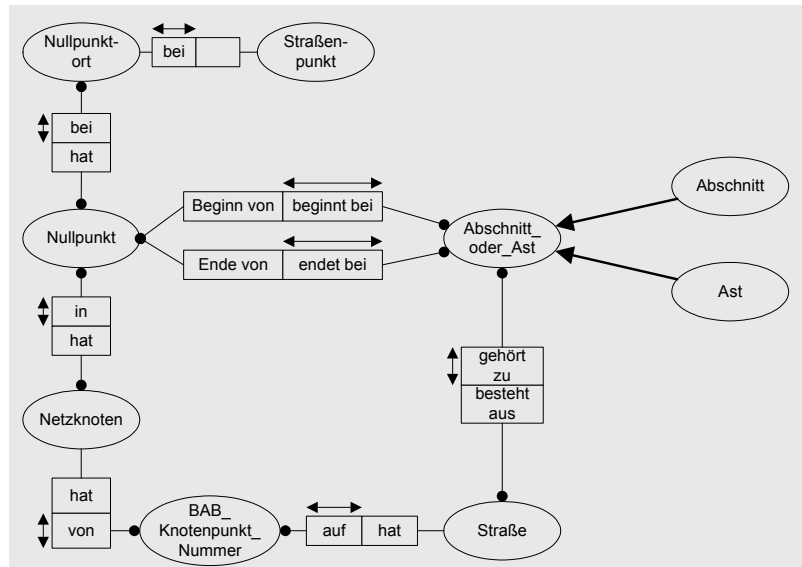 Nullpunkt-
ort
bei
Straßen-
punkt
bei
hat
Beginn von
beginnt bei
Abschnitt
Nullpunkt
Abschnitt_
oder_Ast
Ende von
endet bei
Ast
in
hat
gehört
zu
besteht
aus
Netzknoten
hat
von
BAB_
Knotenpunkt_
Nummer
auf
hat
Straße